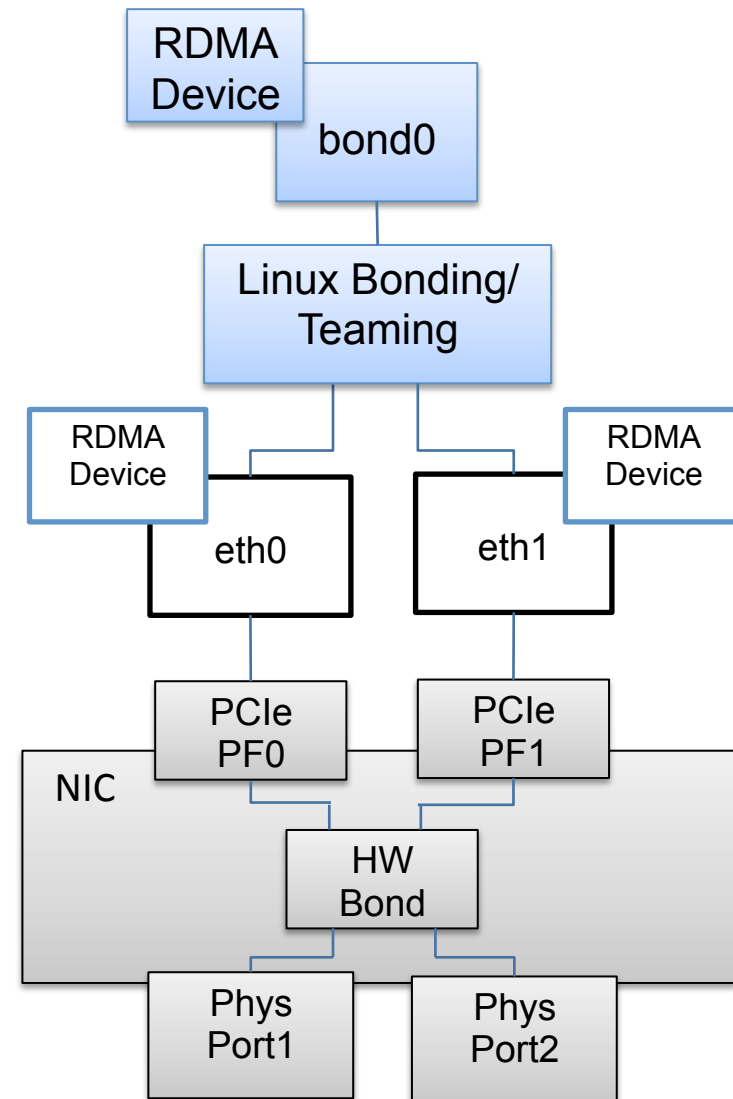 RDMA
Device
bond0
Linux Bonding/
Teaming
RDMA
Device
RDMA
Device
eth0
eth1
PCIe
PF0
PCIe
PF1
NIC
HW
Bond
Phys
Port1
Phys
Port2